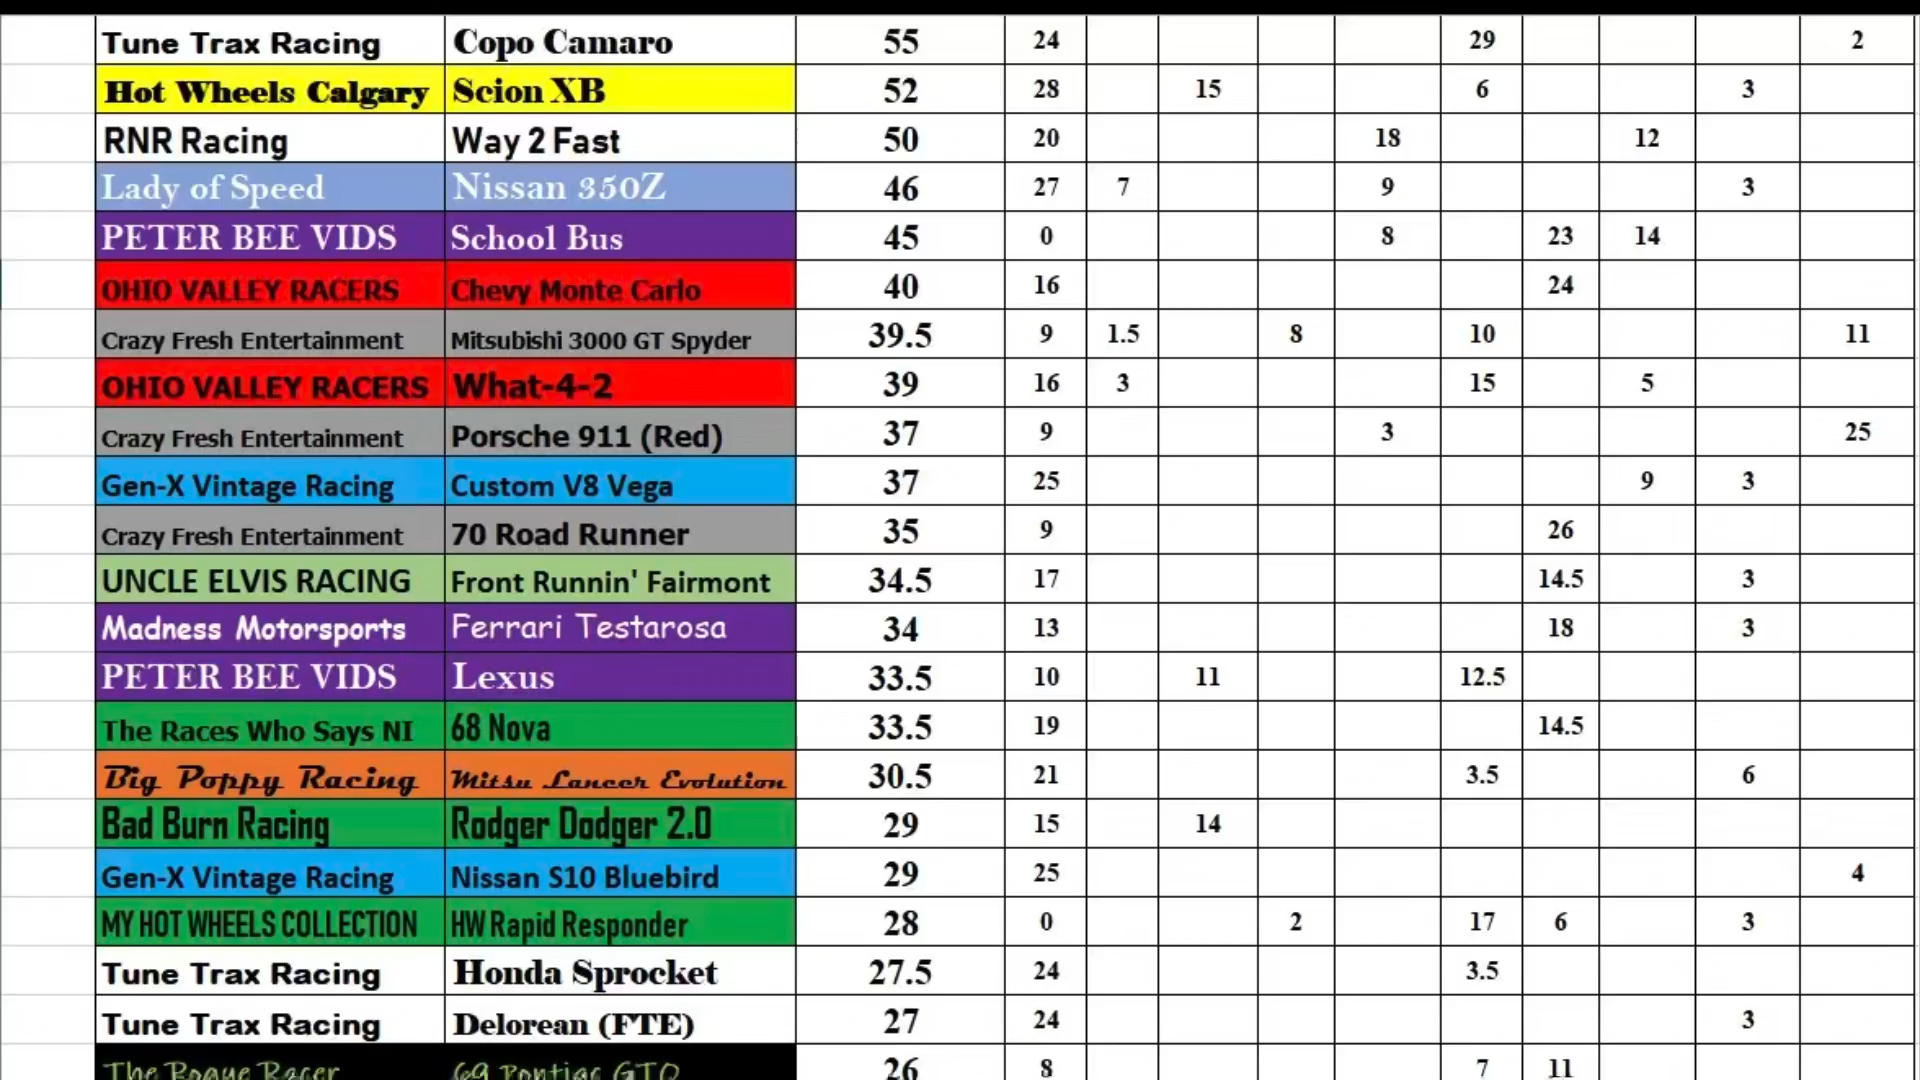 Tune Trax Racing Copo Camaro 55 24 29 2
Hot Wheels Calgary Scion XB 52 28 15 6 3
RNR Racing Way 2 Fast 50 20 18 12
Lady of Speed Nissan 350Z 46 27 7 9 3
PETER BEE VIDS School Bus 45 0 8 23 14
OHIO VALLEY RACERS Chevy Monte Carlo 40 16 24
Crazy Fresh Entertainment Mitsubishi 3000 GT Spyder 39.5 9 1.5 8 10 11
OHIO VALLEY RACERS What-4-2 39 16 3 15 5
Crazy Fresh Entertainment Porsche 911 (Red) 37 9 3 25
Gen-X Vintage Racing Custom V8 Vega 37 25 9 3
Crazy Fresh Entertainment 70 Road Runner 35 9 26
UNCLE ELVIS RACING Front Runnin' Fairmont 34.5 17 14.5 3
Madness Motorsports Ferrari Testarosa 34 13 18 3
PETER BEE VIDS Lexus 33.5 10 11 12.5
The Races Who Says NI 68 Nova 33.5 19 14.5
Big Poppy Racing Mitsu Lancer Evolution 30.5 21 3.5 6
Bad Burn Racing Rodger Dodger 2.0 29 15 14
Gen-X Vintage Racing Nissan S10 Bluebird 29 25 4
MY HOT WHEELS COLLECTION HW Rapid Responder 28 0 2 17 6 3
Tune Trax Racing Honda Sprocket 27.5 24 3.5
Tune Trax Racing Delorean (FTE) 27 24 3
The Rogue Racer 69 Pontiac GTO 26 8 7 11